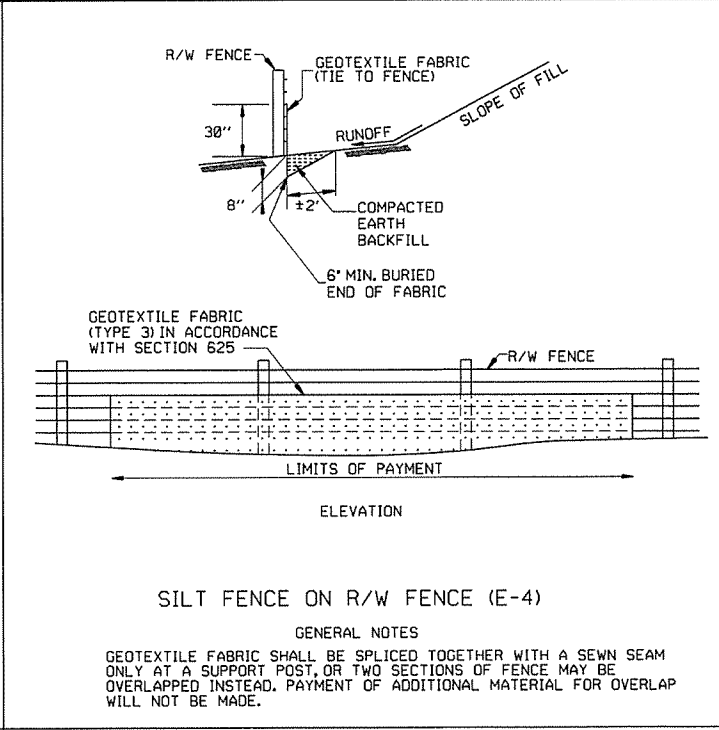 R/W FENCE
GEOTEXTILE FABRIC
(TIE TO FENCE)
SLOPE OF FILL
30"
RUNOFF
8"
±2'
COMPACTED
EARTH
BACKFILL
6" MIN. BURIED
END OF FABRIC
GEOTEXTILE FABRIC
(TYPE 3) IN ACCORDANCE
WITH SECTION 625
R/W FENCE
LIMITS OF PAYMENT
ELEVATION
SILT FENCE ON R/W FENCE (E-4)
GENERAL NOTES
GEOTEXTILE FABRIC SHALL BE SPLICED TOGETHER WITH A SEWN SEAM
ONLY AT A SUPPORT POST, OR TWO SECTIONS OF FENCE MAY BE
OVERLAPPED INSTEAD. PAYMENT OF ADDITIONAL MATERIAL FOR OVERLAP
WILL NOT BE MADE.